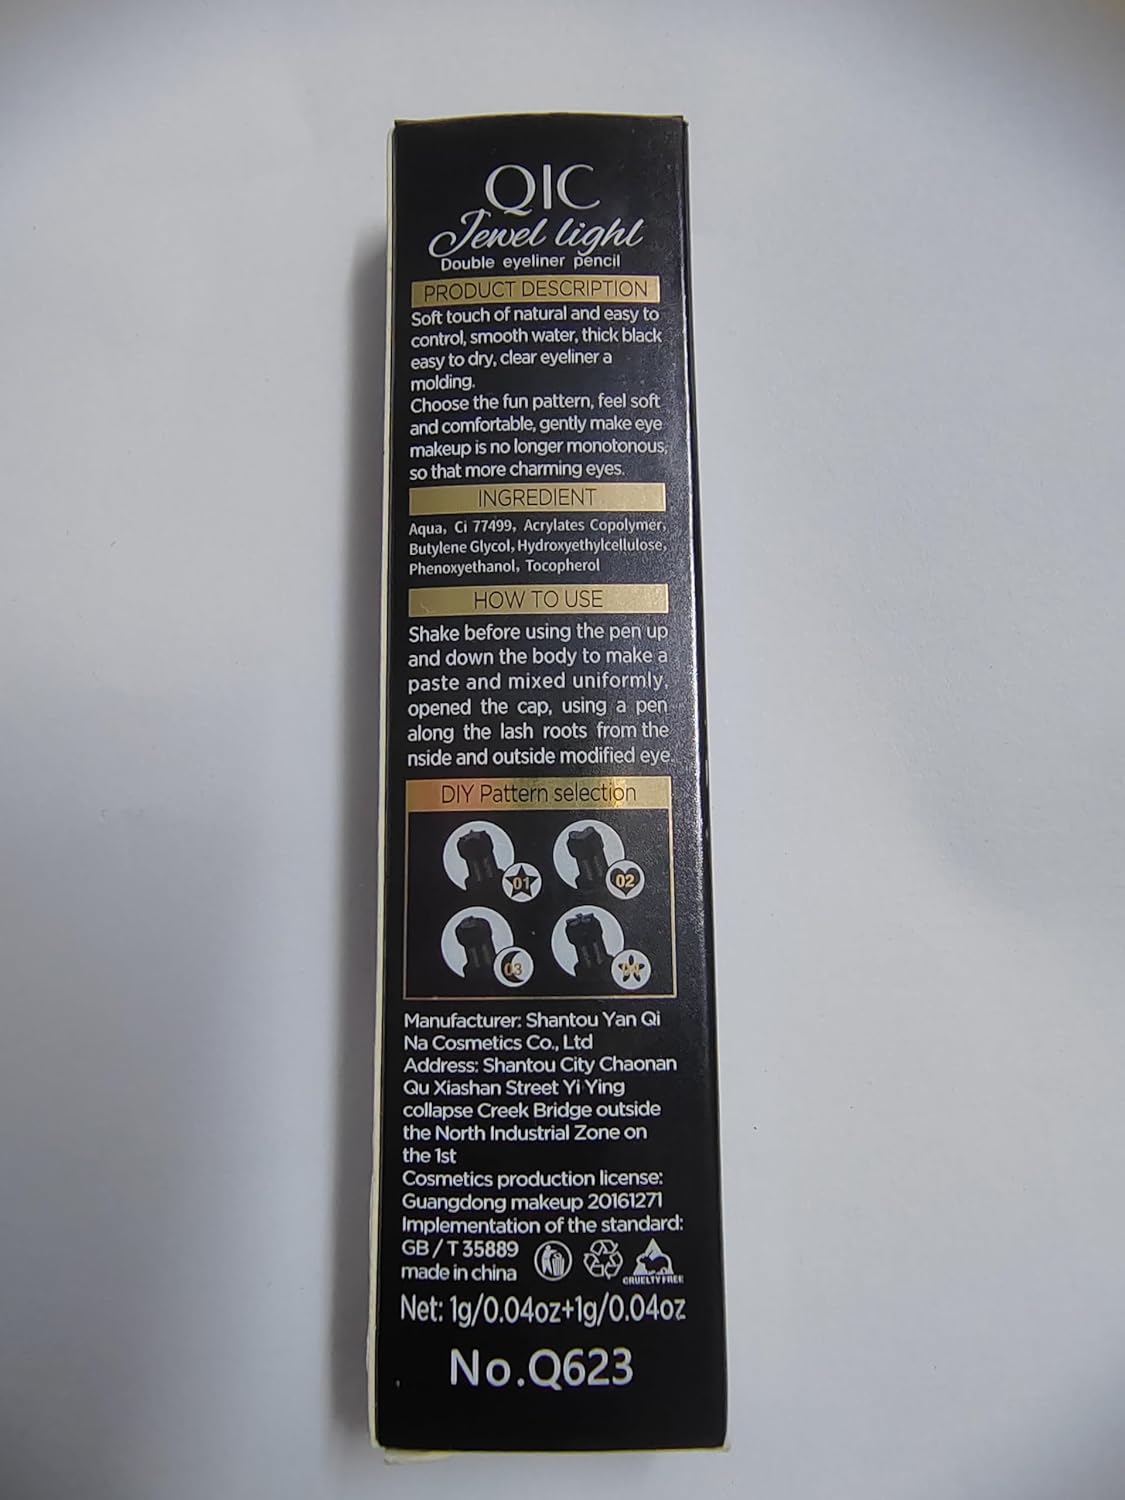 QIC
Jewel light
Double eyeliner pencil
PRODUCT DESCRIPTION
Soft touch of natural and easy to
control, smooth water, thick black
easy to dry, clear eyeliner a
molding.
Choose the fun pattern, feel soft
and comfortable, gently make eye
makeup is no longer monotonous,
so that more charming eyes.
INGREDIENT
Aqua, Ci 77499, Acrylates Copolymer,
Butylene Glycol, Hydroxyethylcellulose,
Phenoxyethanol, Tocopherol
HOW TO USE
Shake before using the pen up
and down the body to make a
paste and mixed uniformly,
opened the cap, using a pen
along the lash roots from the
nside and outside modified eye
DIY Pattern selection
01 02
03 04
Manufacturer: Shantou Yan Qi
Na Cosmetics Co., Ltd
Address: Shantou City Chaonan
Qu Xiashan Street Yi Ying
collapse Creek Bridge outside
the North Industrial Zone on
the 1st
Cosmetics production license:
Guangdong makeup 20161271
Implementation of the standard:
GB / T 35889
made in china
CRUELTY FREE
Net: 1g/0.04oz+1g/0.04oz
No.Q623